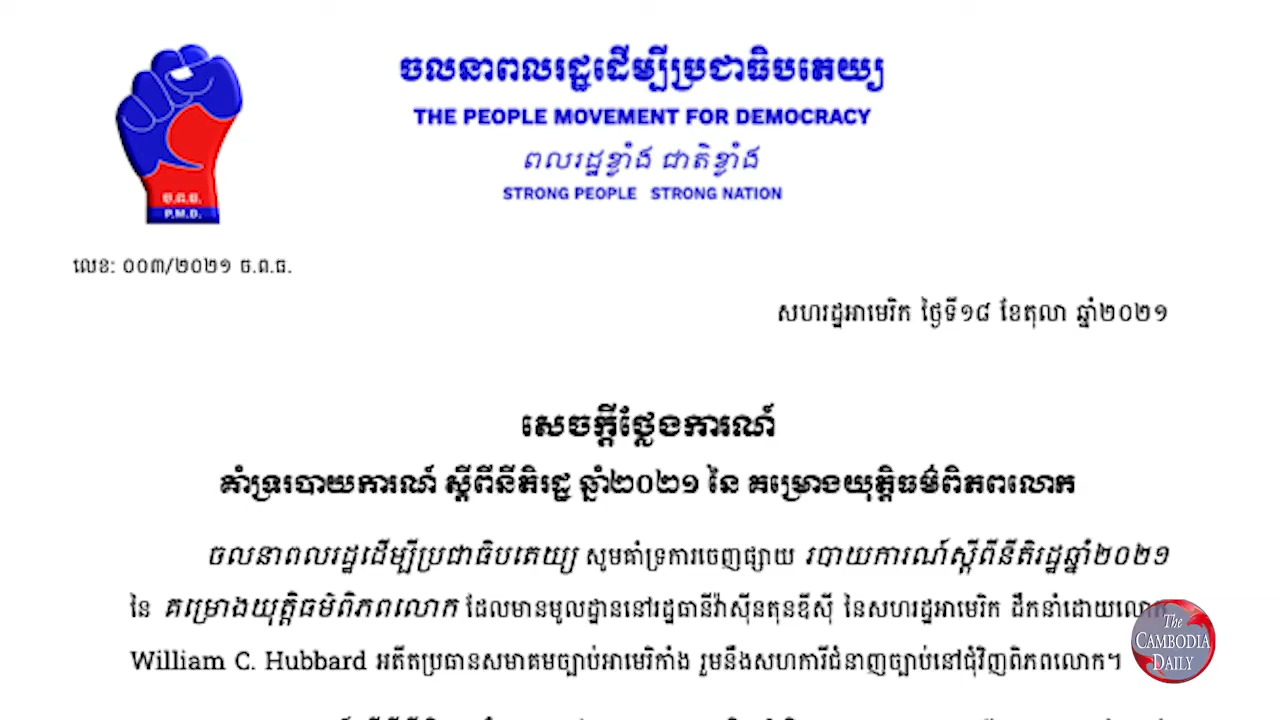 ចលនាពលរដ្ឋដើម្បីប្រជាធិបតេយ្យ
THE PEOPLE MOVEMENT FOR DEMOCRACY
ពលរដ្ឋខ្លាំង ជាតិខ្លាំង
STRONG PEOPLE STRONG NATION
ច.ព.ធ.
P.M.D.
លេខ: ០០៣/២០២១ ច.ព.ធ.
សហរដ្ឋអាមេរិក ថ្ងៃទី១៨ ខែតុលា ឆ្នាំ២០២១
សេចក្តីថ្លែងការណ៍
គាំទ្ររបាយការណ៍ ស្តីពីនីតិរដ្ឋ ឆ្នាំ២០២១ នៃ គម្រោងយុត្តិធម៌ពិភពលោក
ចលនាពលរដ្ឋដើម្បីប្រជាធិបតេយ្យ សូមគាំទ្រការចេញផ្សាយ របាយការណ៍ស្តីពីនីតិរដ្ឋឆ្នាំ២០២១
នៃ គម្រោងយុត្តិធម៌ពិភពលោក ដែលមានមូលដ្ឋាននៅរដ្ឋធានីវ៉ាស៊ីនតុនឌីស៊ី នៃសហរដ្ឋអាមេរិក ដឹកនាំដោយលោក
William C. Hubbard អតីតប្រធានសមាគមច្បាប់អាមេរិកាំង រួមនឹងសហការីជំនាញច្បាប់នៅជុំវិញពិភពលោក។
The
CAMBODIA
DAILY